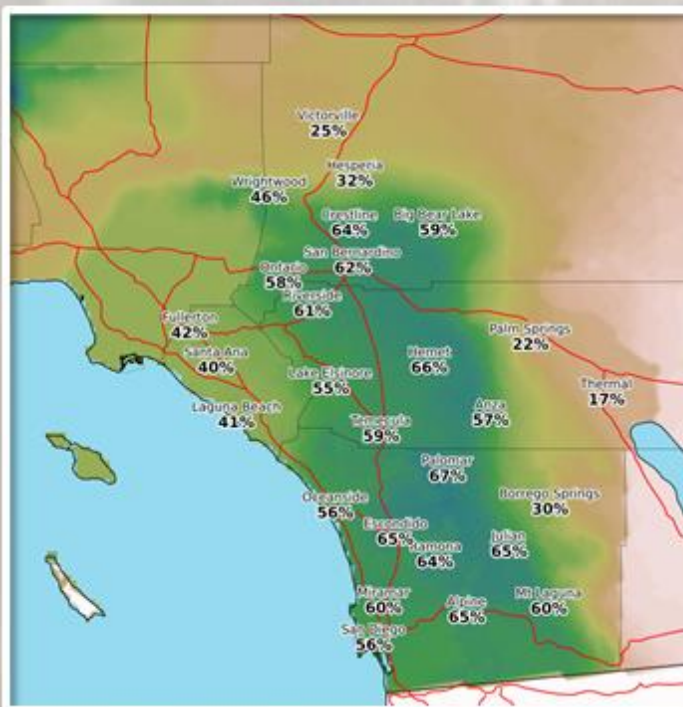 Victorville
25%
Hesperia
32%
Wrightwood
46%
Crestline
64%
Big Bear Lake
59%
San Bernardino
62%
Ontario
58%
Riverside
61%
Fullerton
42%
Palm Springs
22%
Santa Ana
40%
Hemet
66%
Lake Elsinore
55%
Thermal
17%
Laguna Beach
41%
Anza
57%
Temecula
59%
Palomar
67%
Oceanside
56%
Borrego Springs
30%
Escondido
65%
Ramona
64%
Julian
65%
Miramar
60%
Alpine
65%
Mt Laguna
60%
San Diego
56%